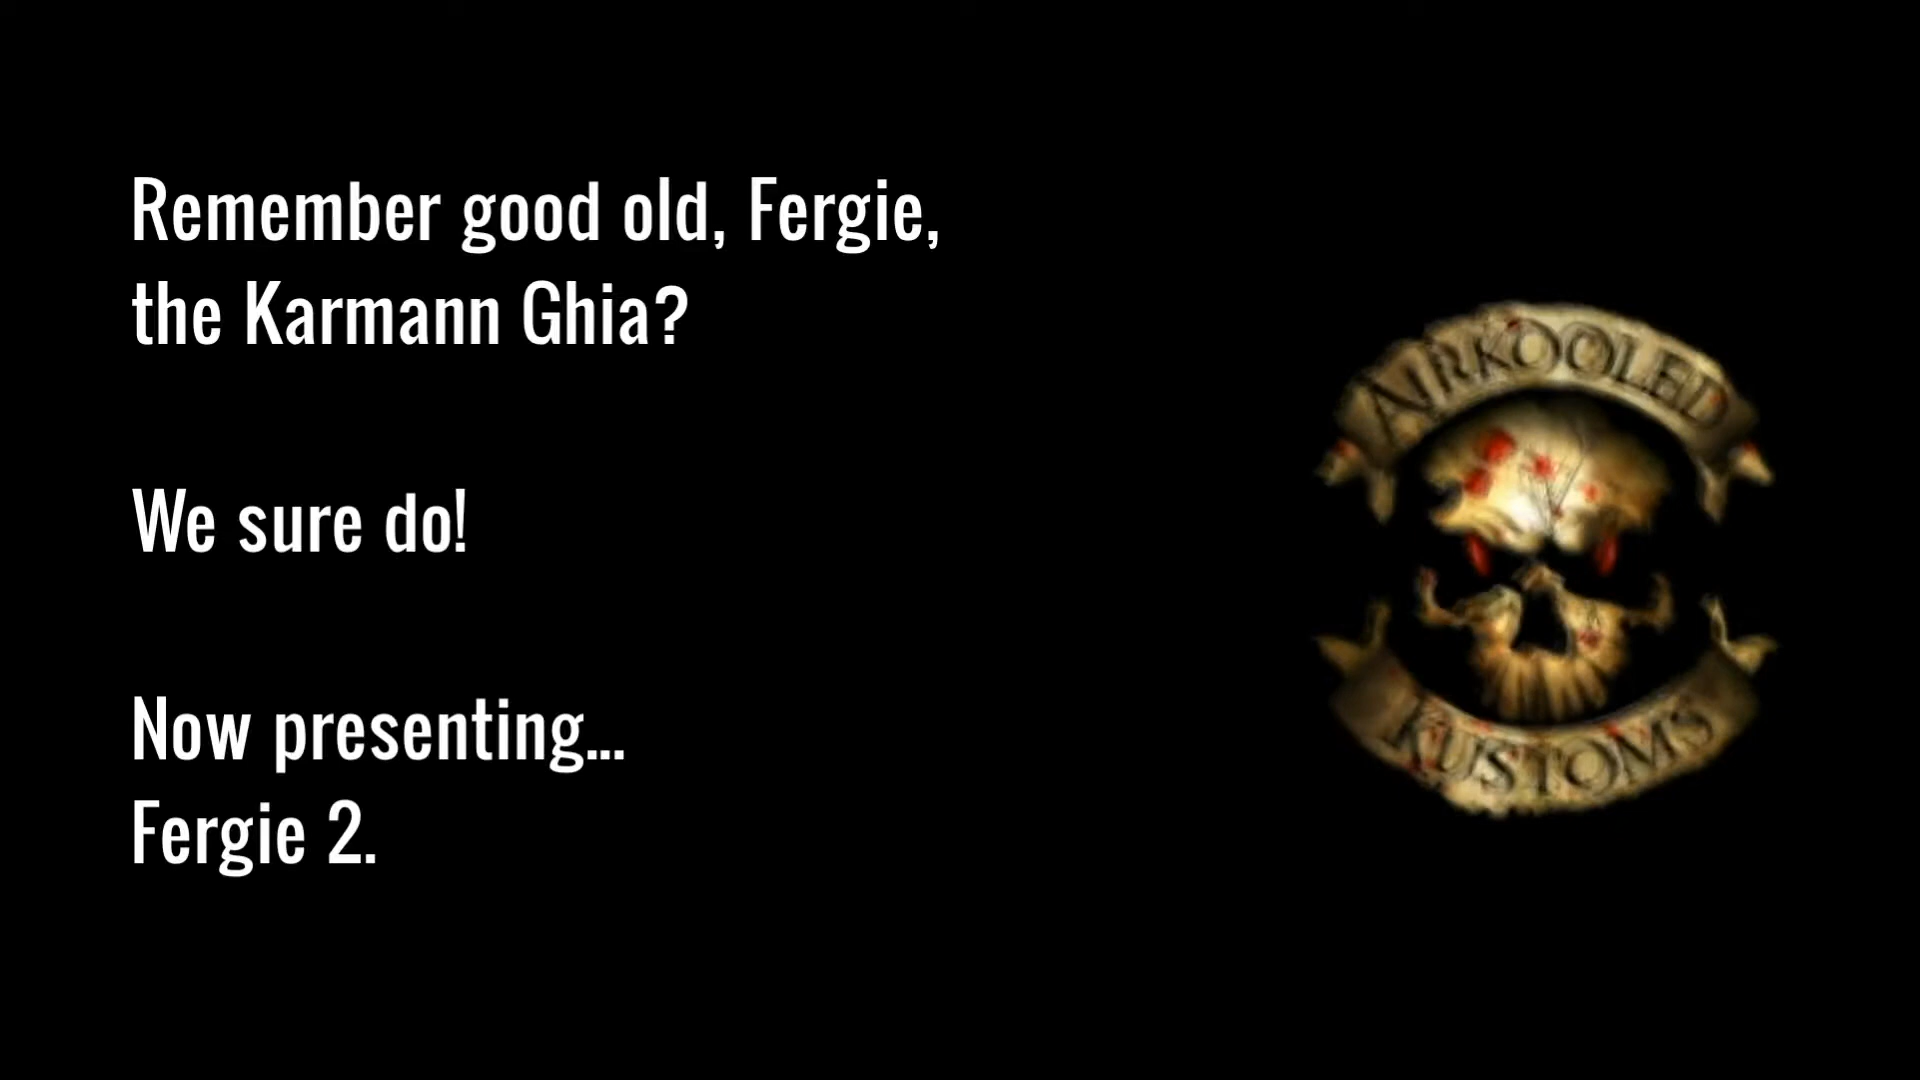 Remember good old, Fergie,
the Karmann Ghia?
We sure do!
Now presenting...
Fergie 2.
AIRKOOLED
KUSTOMS